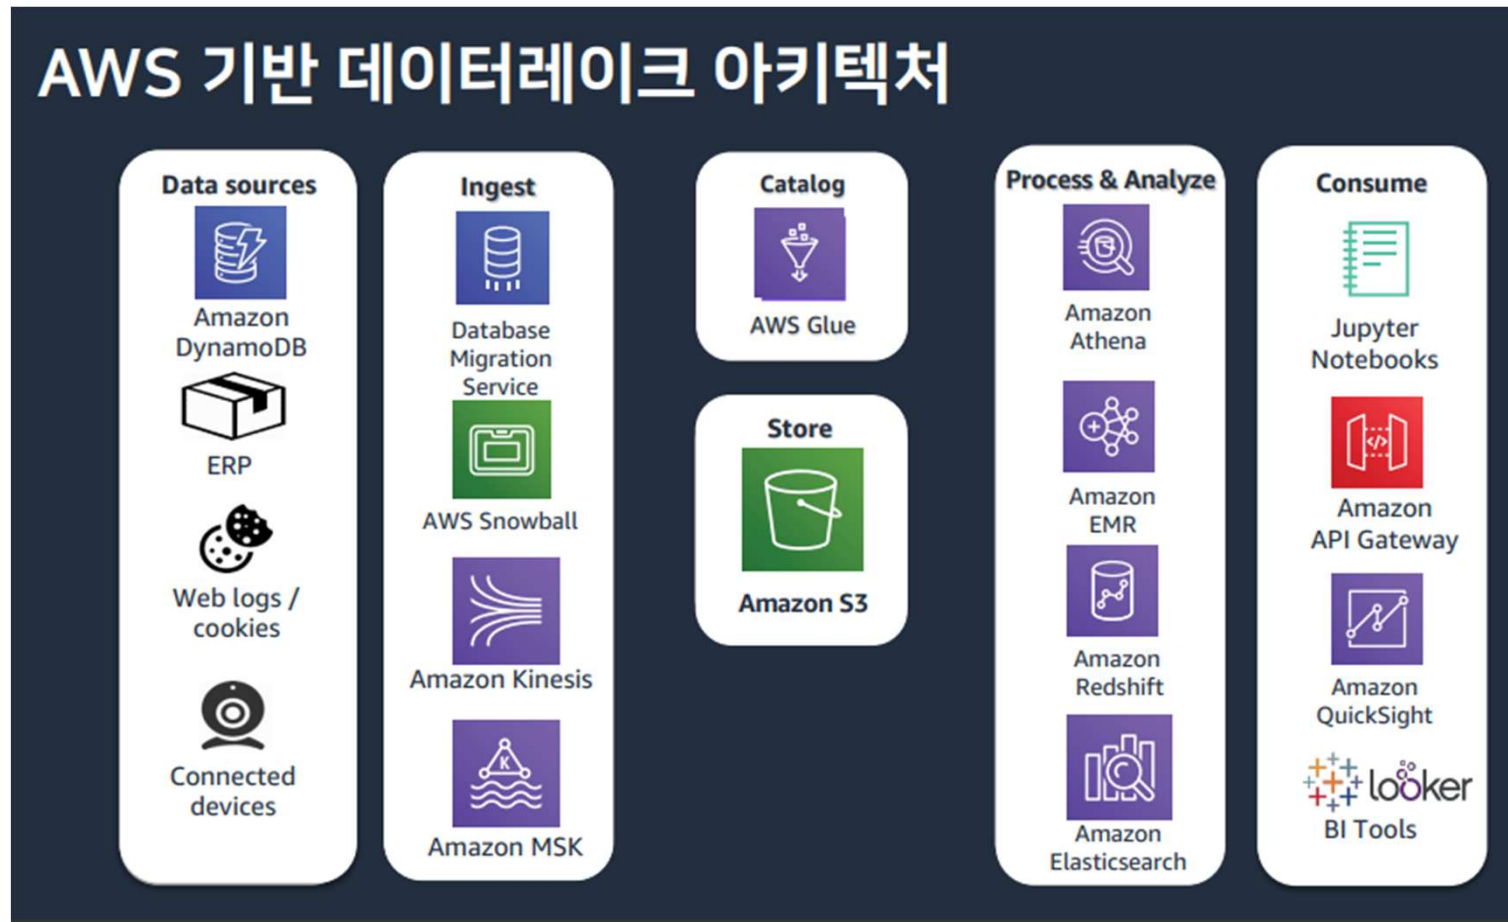 AWS 기반 데이터레이크 아키텍처
Data sources
Amazon
DynamoDB
ERP
Web logs /
cookies
Connected
devices
Ingest
Database
Migration
Service
AWS Snowball
Amazon Kinesis
K
Amazon MSK
Catalog
AWS Glue
Store
Amazon S3
Process & Analyze
Amazon
Athena
Amazon
EMR
Amazon
Redshift
Amazon
Elasticsearch
Consume
Jupyter
Notebooks
</>
Amazon
API Gateway
Amazon
QuickSight
looker
BI Tools